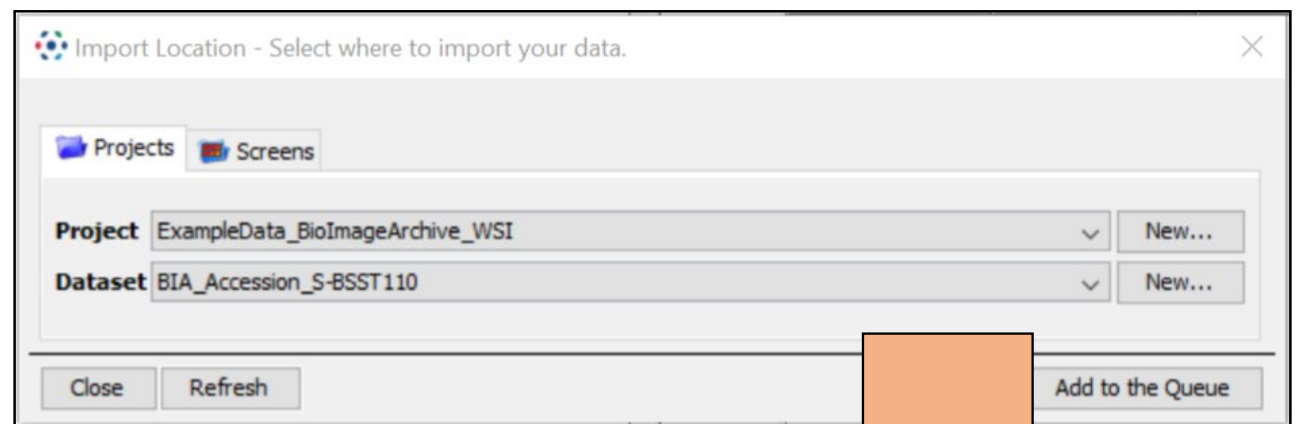 Import Location - Select where to import your data.
Projects Screens
Project ExampleData_BioImageArchive_WSI New...
Dataset BIA_Accession_S-BSST110 New...
Close Refresh Add to the Queue